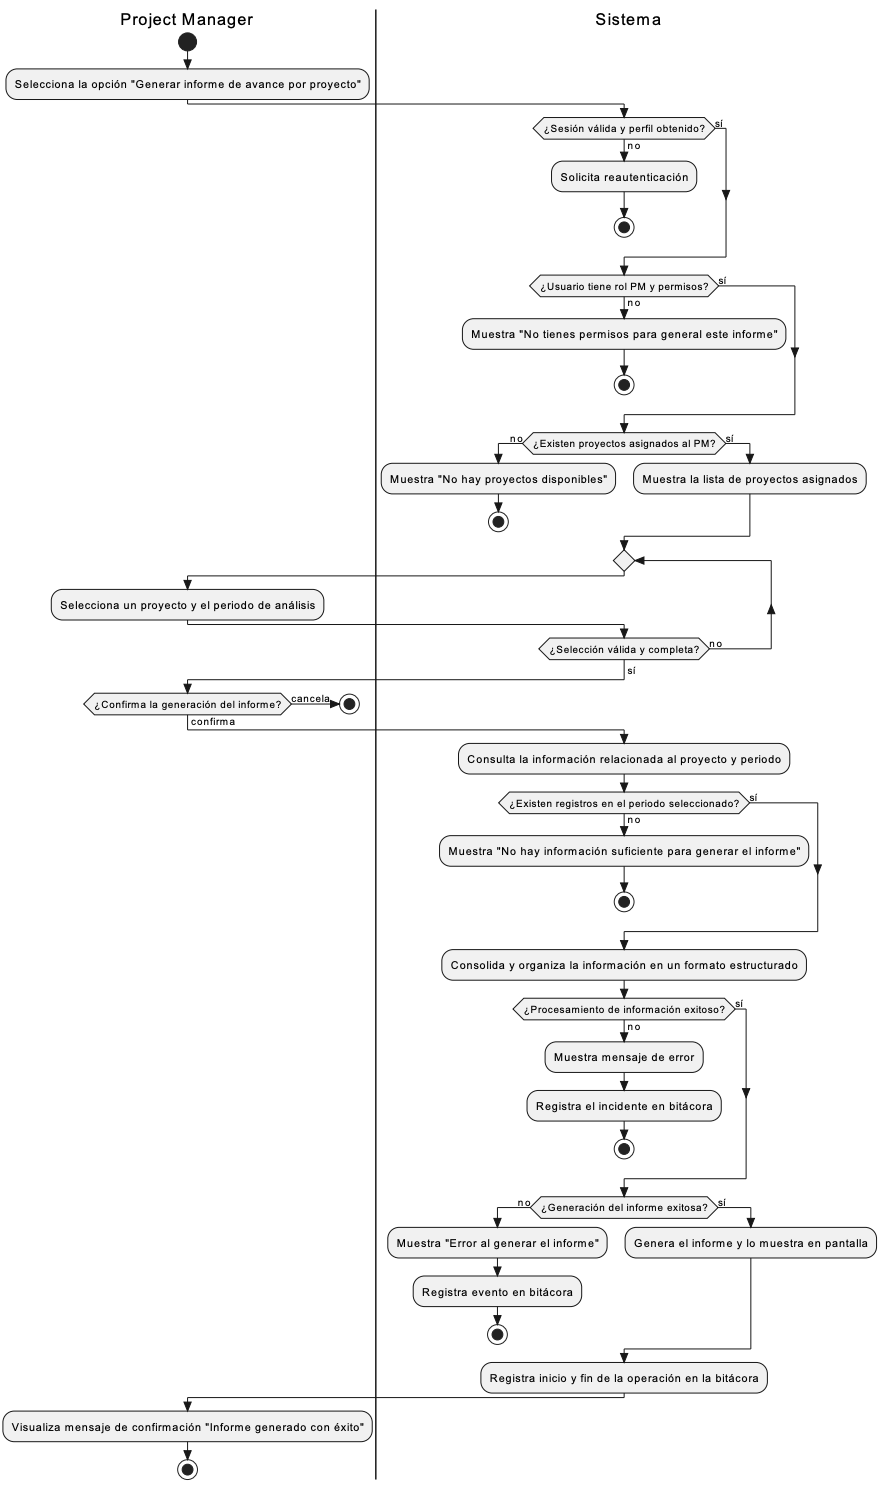 Project Manager
Sistema
Selecciona la opción "Generar informe de avance por proyecto"
¿Sesión válida y perfil obtenido?
sí
no
Solicita reautenticación
¿Usuario tiene rol PM y permisos?
sí
no
Muestra "No tienes permisos para general este informe"
no
¿Existen proyectos asignados al PM?
sí
Muestra "No hay proyectos disponibles"
Muestra la lista de proyectos asignados
Selecciona un proyecto y el periodo de análisis
¿Selección válida y completa?
no
sí
¿Confirma la generación del informe?
cancela
confirma
Consulta la información relacionada al proyecto y periodo
¿Existen registros en el periodo seleccionado?
sí
no
Muestra "No hay información suficiente para generar el informe"
Consolida y organiza la información en un formato estructurado
¿Procesamiento de información exitoso?
sí
no
Muestra mensaje de error
Registra el incidente en bitácora
no
¿Generación del informe exitosa?
sí
Muestra "Error al generar el informe"
Genera el informe y lo muestra en pantalla
Registra evento en bitácora
Registra inicio y fin de la operación en la bitácora
Visualiza mensaje de confirmación "Informe generado con éxito"